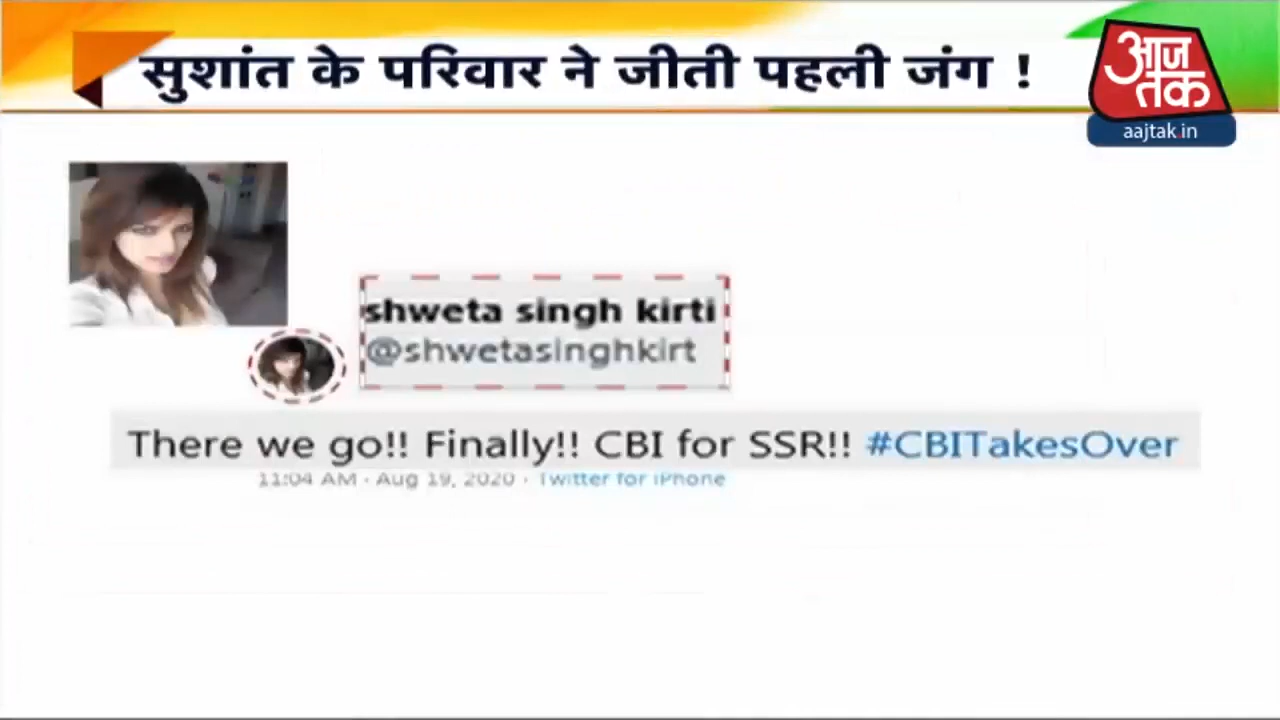 सुशांत के परिवार ने जीती पहली जंग !
आज
तक
aajtak.in
shweta singh kirti
@shwetasinghkirt
There we go!! Finally!! CBI for SSR!! #CBITakesOver
11:04 AM · Aug 19, 2020 · Twitter for iPhone